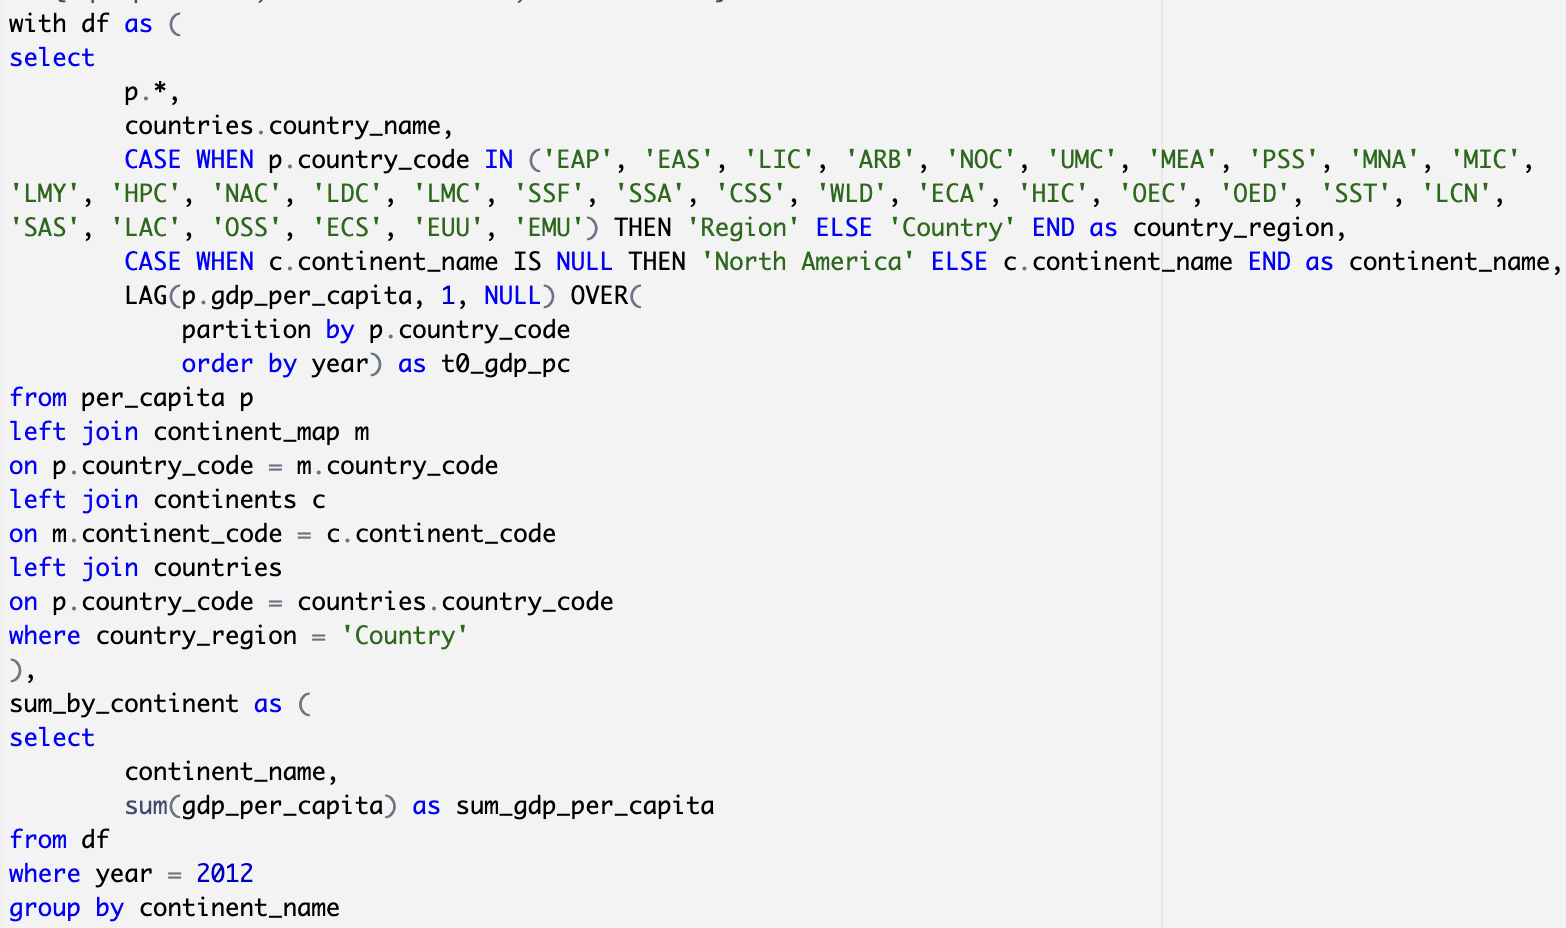 with df as (
select
        p.*,
        countries.country_name,
        CASE WHEN p.country_code IN ('EAP', 'EAS', 'LIC', 'ARB', 'NOC', 'UMC', 'MEA', 'PSS', 'MNA', 'MIC',
'LMY', 'HPC', 'NAC', 'LDC', 'LMC', 'SSF', 'SSA', 'CSS', 'WLD', 'ECA', 'HIC', 'OEC', 'OED', 'SST', 'LCN',
'SAS', 'LAC', 'OSS', 'ECS', 'EUU', 'EMU') THEN 'Region' ELSE 'Country' END as country_region,
        CASE WHEN c.continent_name IS NULL THEN 'North America' ELSE c.continent_name END as continent_name,
        LAG(p.gdp_per_capita, 1, NULL) OVER(
            partition by p.country_code
            order by year) as t0_gdp_pc
from per_capita p
left join continent_map m
on p.country_code = m.country_code
left join continents c
on m.continent_code = c.continent_code
left join countries
on p.country_code = countries.country_code
where country_region = 'Country'
),
sum_by_continent as (
select
        continent_name,
        sum(gdp_per_capita) as sum_gdp_per_capita
from df
where year = 2012
group by continent_name